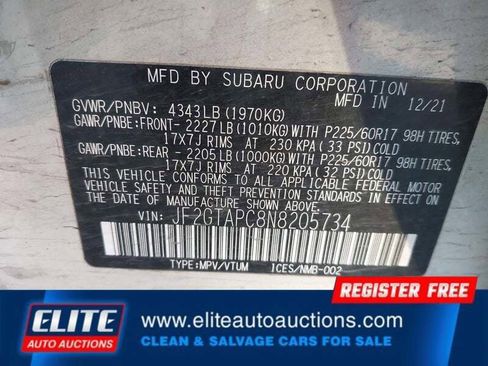 MFD BY SUBARU CORPORATION
MFD IN 12/21
GVWR/PNBV: 4343LB (1970KG)
GAWR/PNBE: FRONT- 2227LB (1010KG) WITH P225/60R17 98H TIRES,
17X7J RIMS AT 230 KPA (33 PSI) COLD
GAWR/PNBE: REAR - 2205LB (1000KG) WITH P225/60R17 98H TIRES,
17X7J RIMS AT 220 KPA (32 PSI) COLD
THIS VEHICLE CONFORMS TO ALL APPLICABLE FEDERAL MOTOR
VEHICLE SAFETY AND THEFT PREVENTION STANDARDS IN EFFECT
ON THE DATE OF MANUFACTURE SHOWN ABOVE.
VIN: JF2GTAPC8N8205734
TYPE:MPV/VTUM ICES/NMB-002
REGISTER FREE
ELITE
AUTO AUCTIONS
www.eliteautoauctions.com
CLEAN & SALVAGE CARS FOR SALE